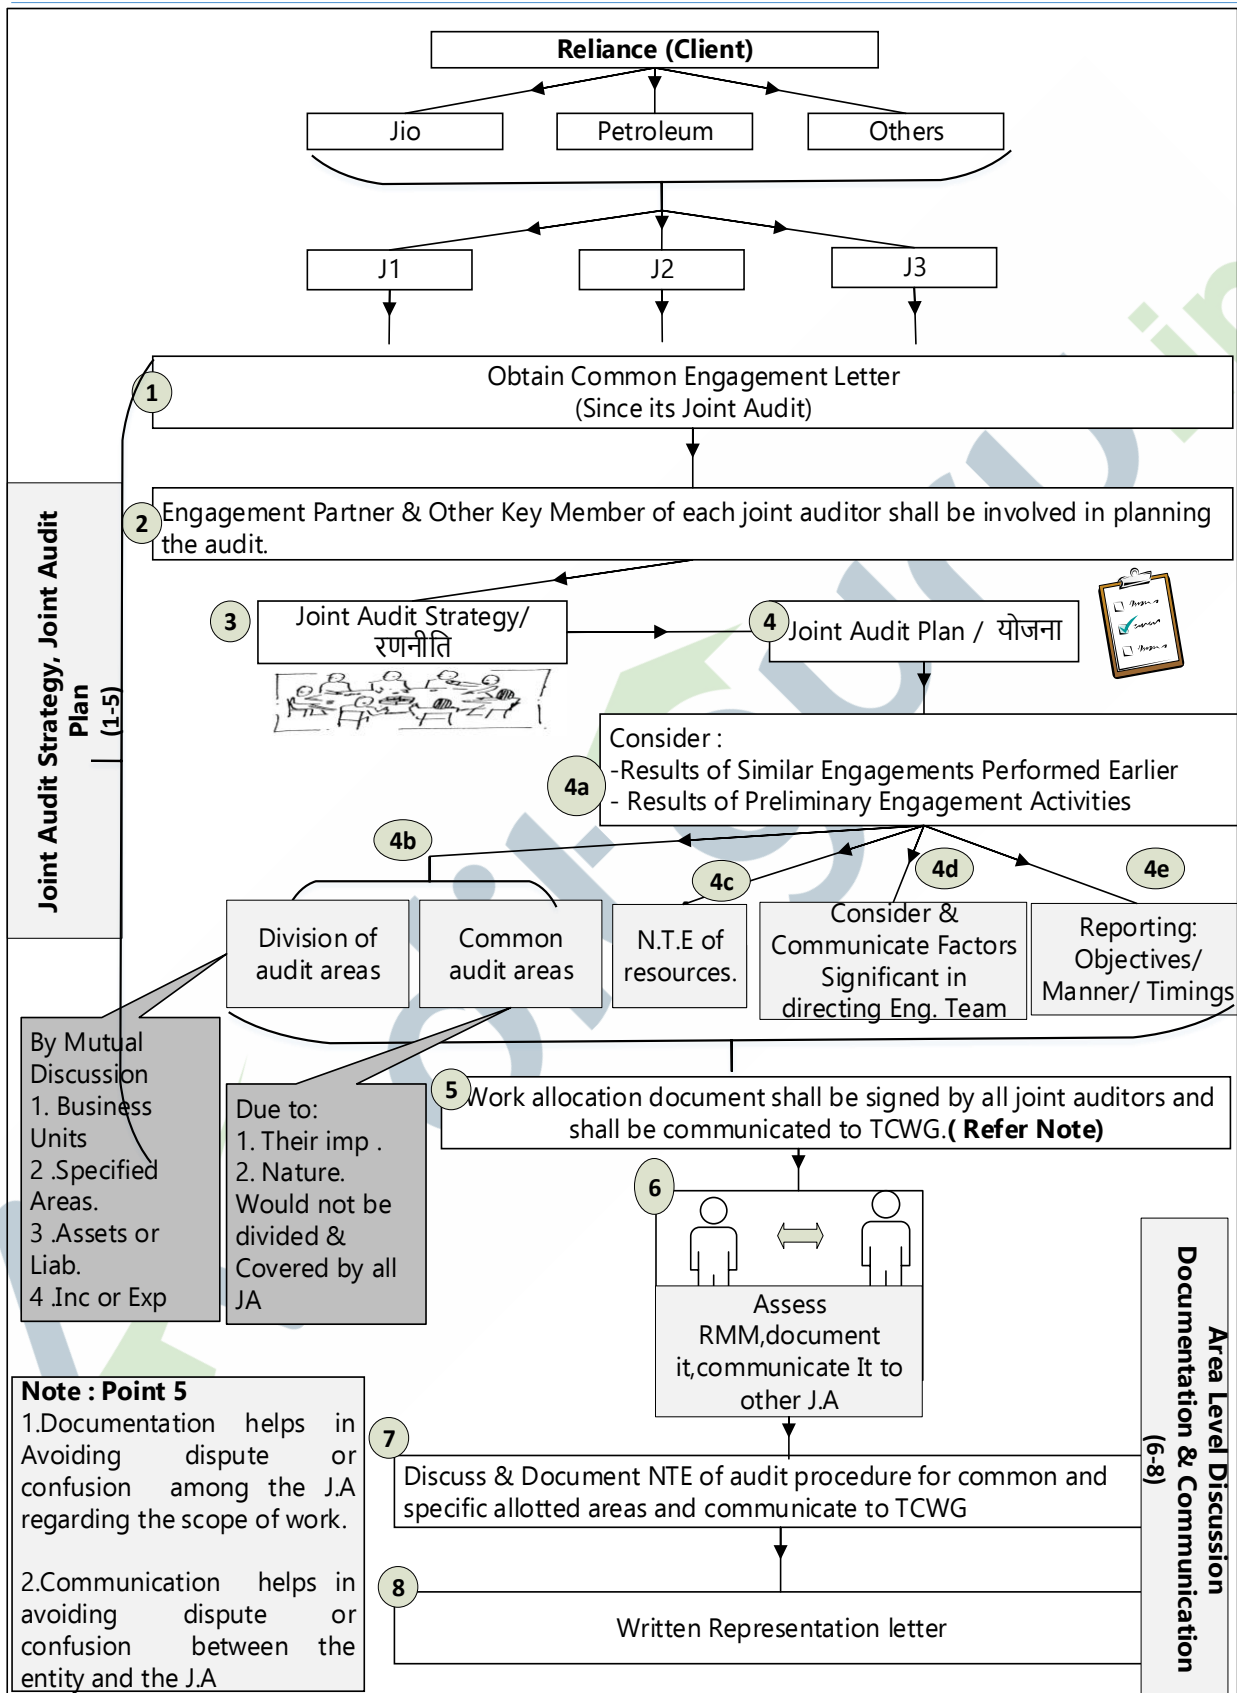 Reliance (Client)
Jio
Petroleum
Others
J1
J2
J3
1
Obtain Common Engagement Letter
(Since its Joint Audit)
2
Engagement Partner & Other Key Member of each joint auditor shall be involved in planning
the audit.
Joint Audit Strategy, Joint Audit
Plan
(1-5)
3
Joint Audit Strategy/
रणनीति
4
Joint Audit Plan / योजना
4a
Consider :
-Results of Similar Engagements Performed Earlier
- Results of Preliminary Engagement Activities
4b
4c
4d
4e
Division of
audit areas
Common
audit areas
N.T.E of
resources.
Consider &
Communicate Factors
Significant in
directing Eng. Team
Reporting:
Objectives/
Manner/ Timings
By Mutual
Discussion
1. Business
Units
2 .Specified
Areas.
3 .Assets or
Liab.
4 .Inc or Exp
Due to:
1. Their imp .
2. Nature.
Would not be
divided &
Covered by all
JA
5
Work allocation document shall be signed by all joint auditors and
shall be communicated to TCWG.( Refer Note)
6
Assess
RMM,document
it,communicate It to
other J.A
Area Level Discussion
Documentation & Communication
(6-8)
Note : Point 5
1.Documentation helps in
Avoiding dispute or
confusion among the J.A
regarding the scope of work.
2.Communication helps in
avoiding dispute or
confusion between the
entity and the J.A
7
Discuss & Document NTE of audit procedure for common and
specific allotted areas and communicate to TCWG
8
Written Representation letter